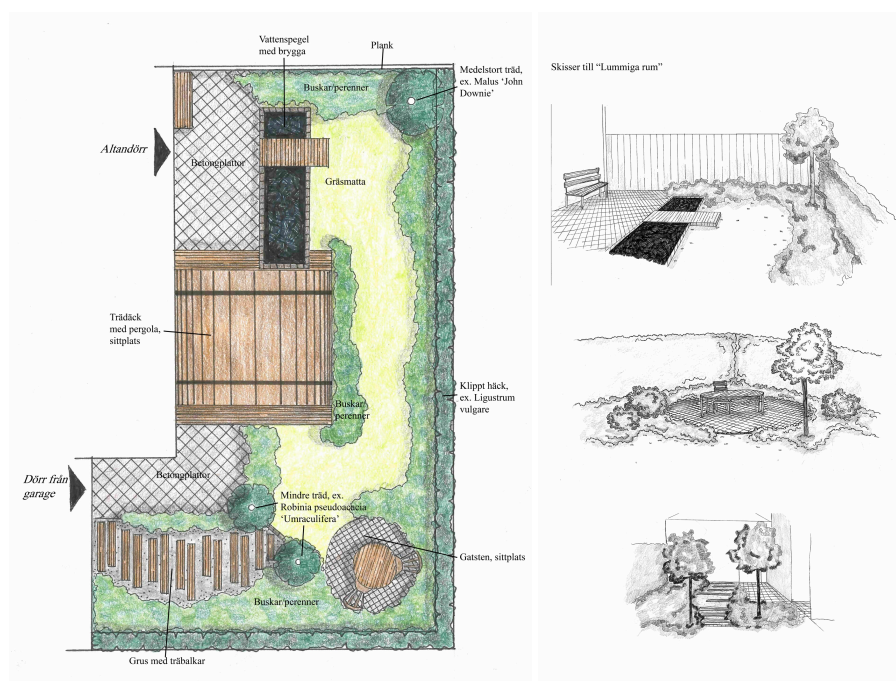 Vattenspegel
med brygga
Plank
Medelstort träd,
ex. Malus ‘John
Downie’
Buskar/perenner
Altandörr
Betongplattor
Gräsmatta
Trädäck
med pergola,
sittplats
Klippt häck,
ex. Ligustrum
vulgare
Buskar/
perenner
Dörr från
garage
Betongplattor
Mindre träd, ex.
Robinia pseudoacacia
‘Umraculifera’
Gatsten, sittplats
Buskar/perenner
Grus med träbalkar
Skisser till “Lummiga rum”